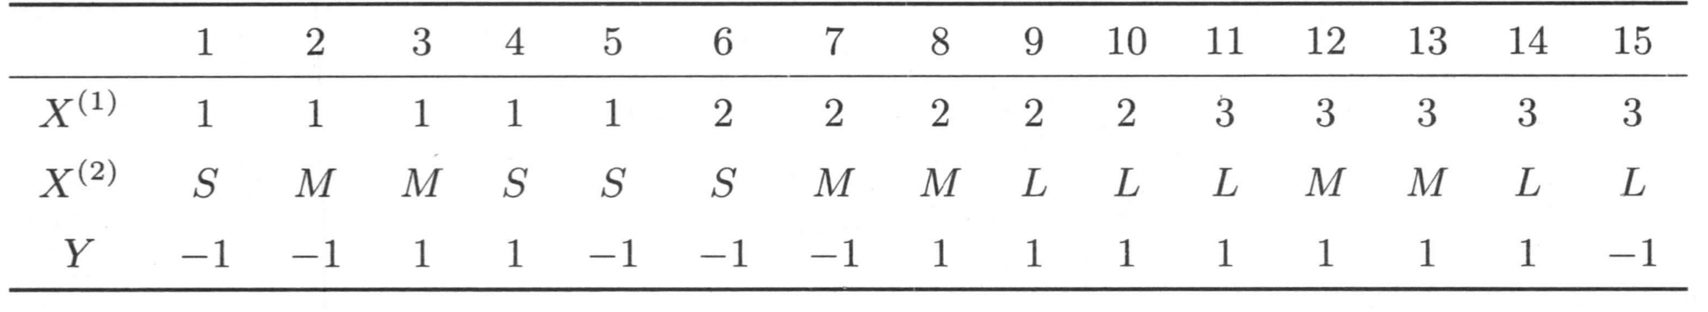 1 2 3 4 5 6 7 8 9 10 11 12 13 14 15
X^{(1)} 1 1 1 1 1 2 2 2 2 2 3 3 3 3 3
X^{(2)} S M M S S S M M L L L M M L L
Y −1 −1 1 1 −1 −1 −1 1 1 1 1 1 1 1 −1